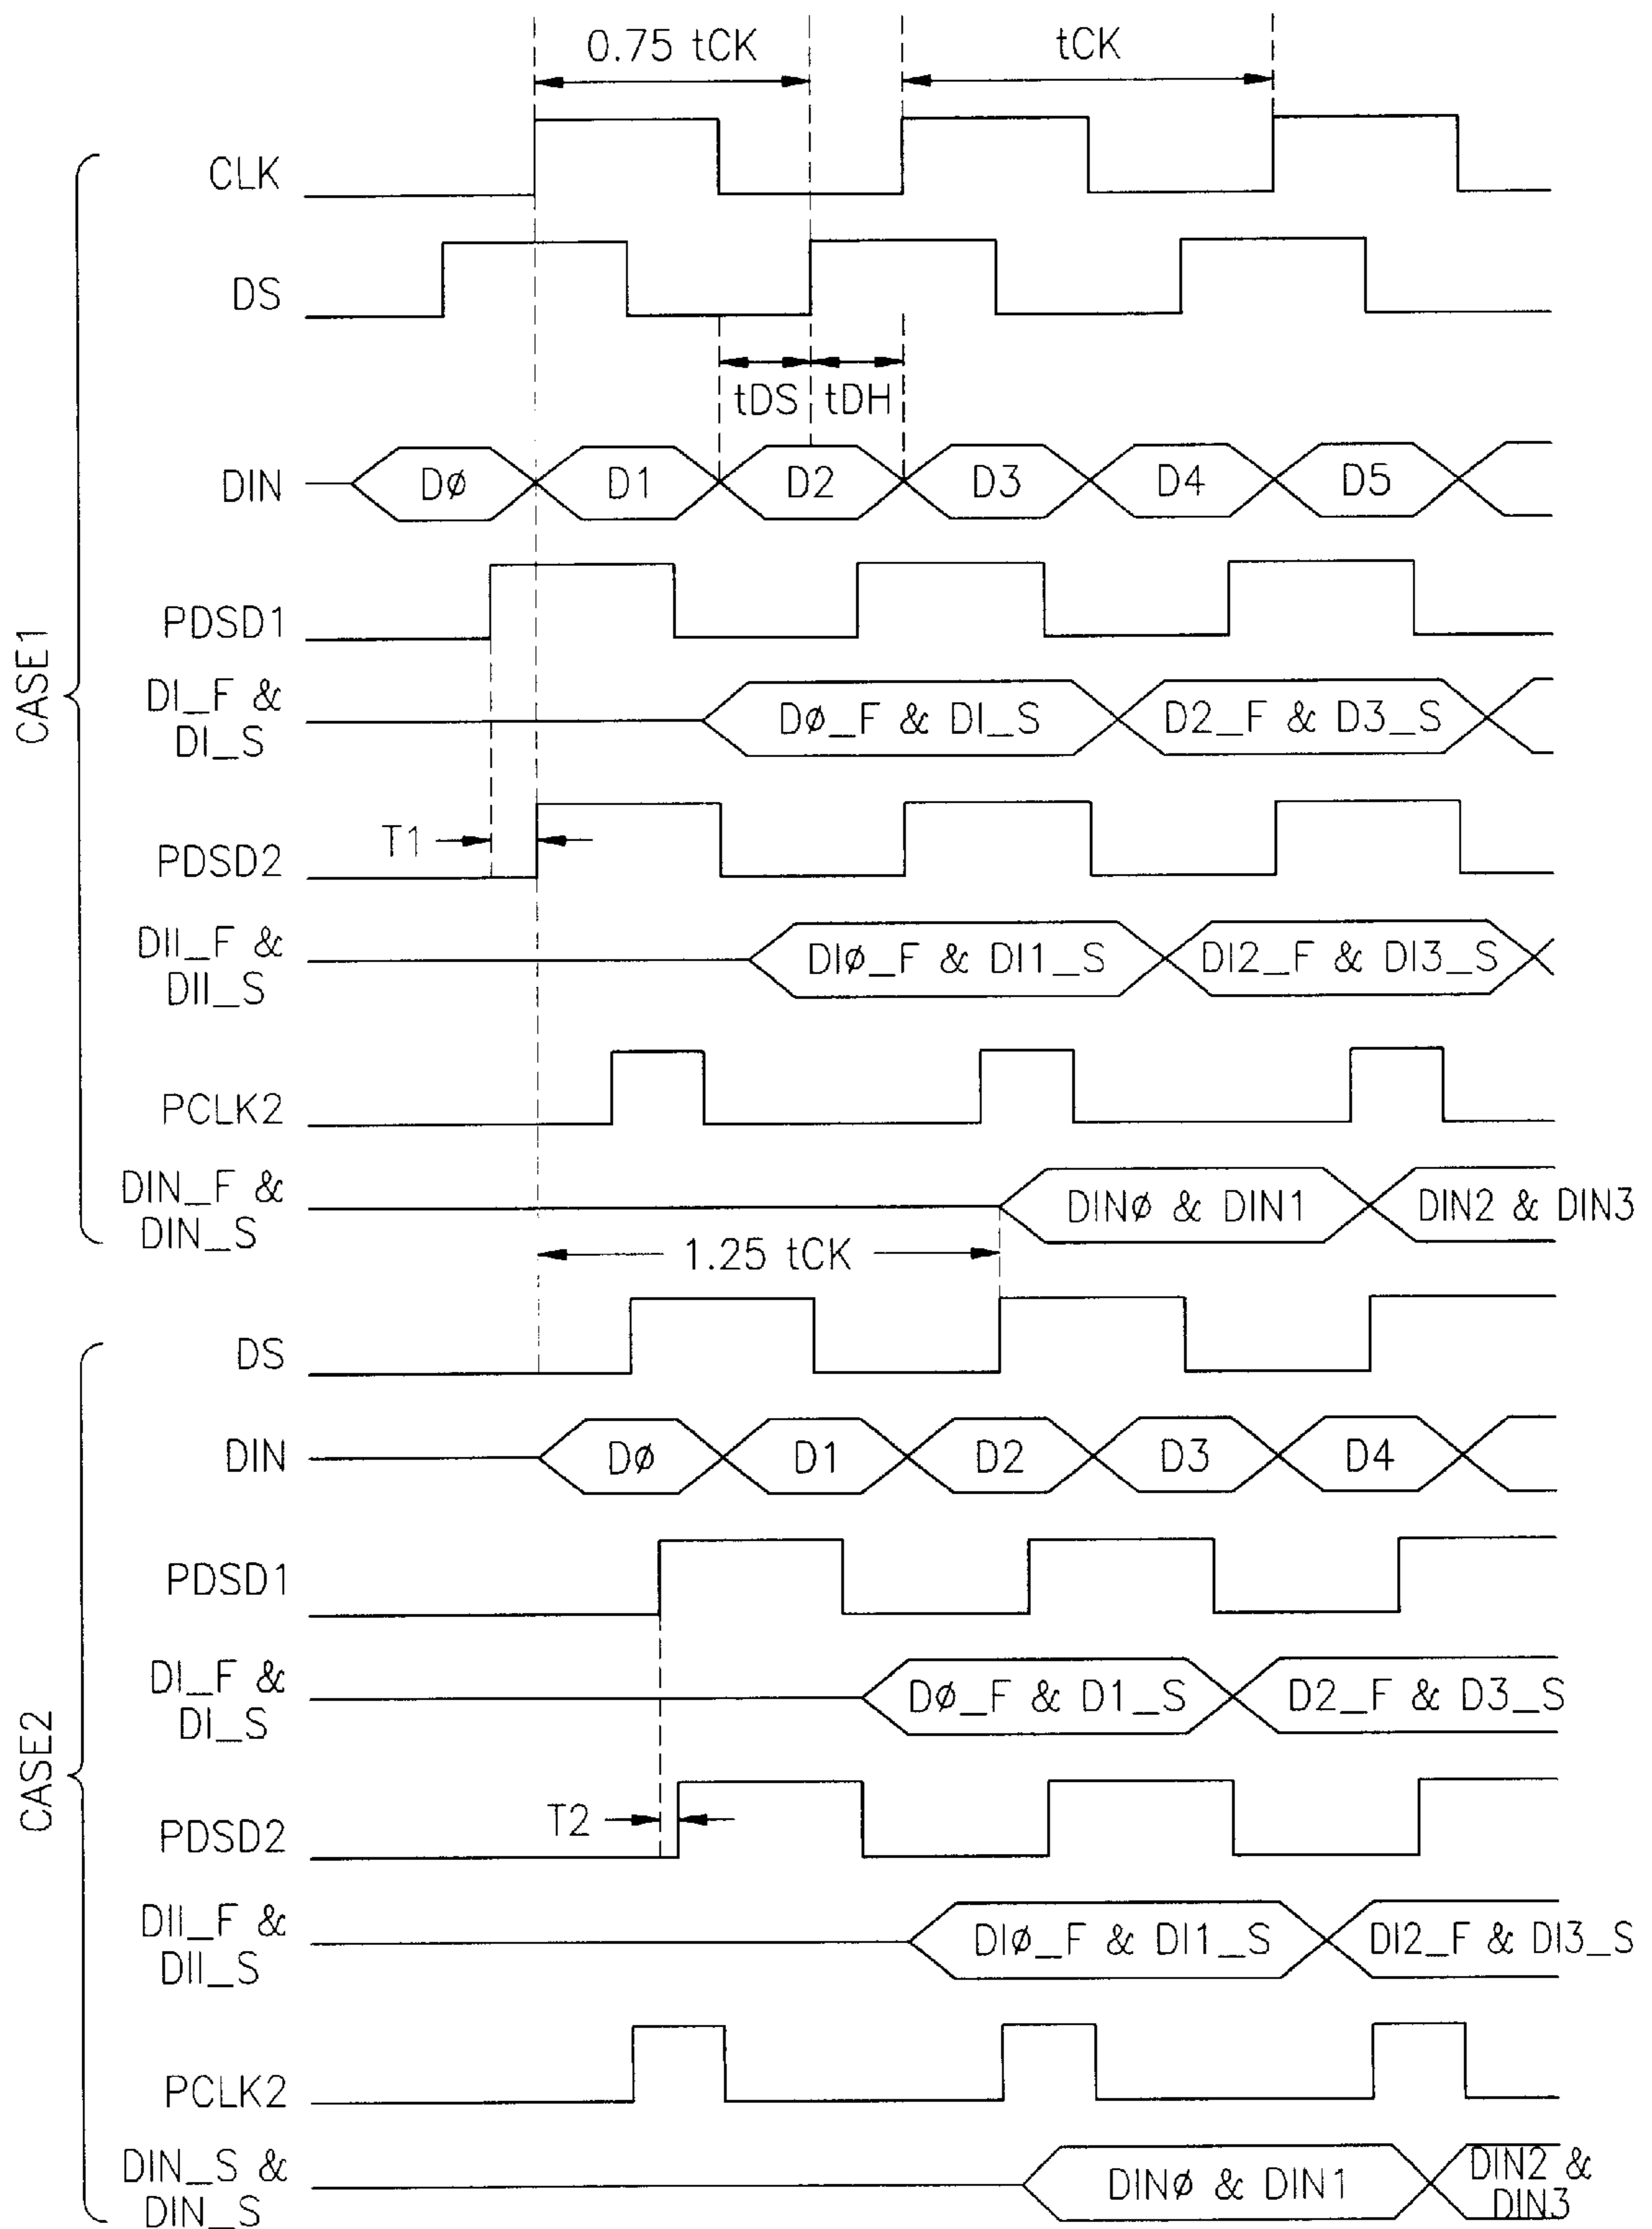 0.75 tCK tCK
CASE1
CLK
DS
tDS tDH
DIN DØ D1 D2 D3 D4 D5
PDSD1
DI_F &
DI_S
DØ_F & DI_S D2_F & D3_S
T1
PDSD2
DII_F &
DII_S
DIØ_F & DI1_S DI2_F & DI3_S
PCLK2
DIN_F &
DIN_S
DINØ & DIN1 DIN2 & DIN3
1.25 tCK
CASE2
DS
DIN DØ D1 D2 D3 D4
PDSD1
DI_F &
DI_S
DØ_F & D1_S D2_F & D3_S
T2
PDSD2
DII_F &
DII_S
DIØ_F & DI1_S DI2_F & DI3_S
PCLK2
DIN_S &
DIN_S
DINØ & DIN1
DIN2 &
DIN3